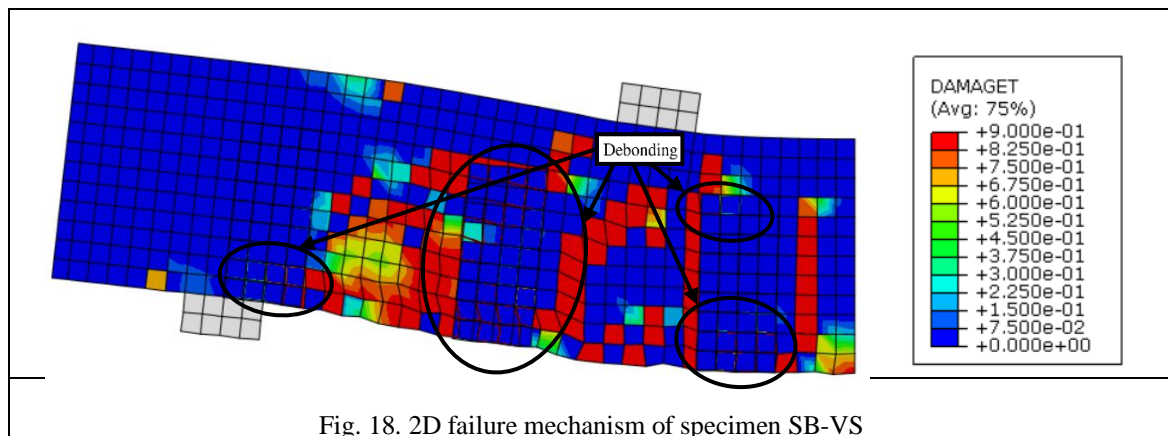 DAMAGET
(Avg: 75%)
+9.000e-01
+8.250e-01
+7.500e-01
+6.750e-01
+6.000e-01
+5.250e-01
+4.500e-01
+3.750e-01
+3.000e-01
+2.250e-01
+1.500e-01
+7.500e-02
+0.000e+00
Debonding
Fig. 18. 2D failure mechanism of specimen SB-VS